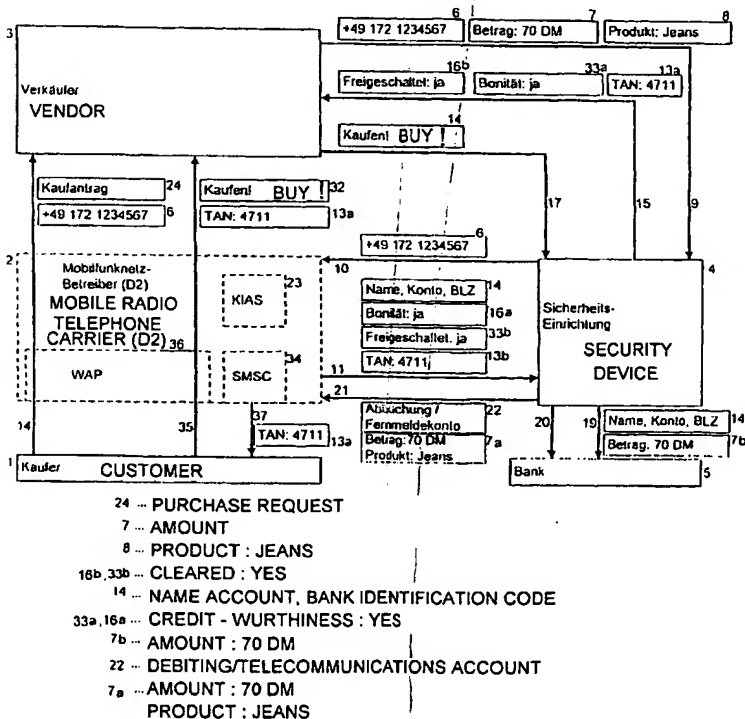 6 7 8
+49 172 1234567 Betrag: 70 DM Produkt: Jeans
3
16b 33a 13a
Freigeschaltet: ja Bonität: ja TAN: 4711
Verkäufer
VENDOR
14
Kaufen! BUY !
Kaufantrag 24
+49 172 1234567 6
Kaufen! BUY ! 32
TAN: 4711 13a
17 15 9
6
+49 172 1234567
2
10
4
Mobilfunknetz-
Betreiber (D2)
MOBILE RADIO
TELEPHONE
CARRIER (D2) 36
23
KIAS
Name, Konto, BLZ 14
Bonität: ja 16a
Freigeschaltet. ja 33b
TAN: 4711 13b
Sicherheits-
Einrichtung
SECURITY
DEVICE
WAP
34
SMSC
11
21
Abbuchung / 22
Fernmeldekonto
Betrag:70 DM 7a
Produkt: Jeans
14 35 37
TAN: 4711 13a
20 19
Name, Konto, BLZ 14
Betrag. 70 DM 7b
1
Kaufer CUSTOMER
Bank 5
24 ... PURCHASE REQUEST
7 ... AMOUNT
8 ... PRODUCT : JEANS
16b,33b ... CLEARED : YES
14 ... NAME ACCOUNT, BANK IDENTIFICATION CODE
33a,16a ... CREDIT - WURTHINESS : YES
7b ... AMOUNT : 70 DM
22 ... DEBITING/TELECOMMUNICATIONS ACCOUNT
7a ... AMOUNT : 70 DM
PRODUCT : JEANS